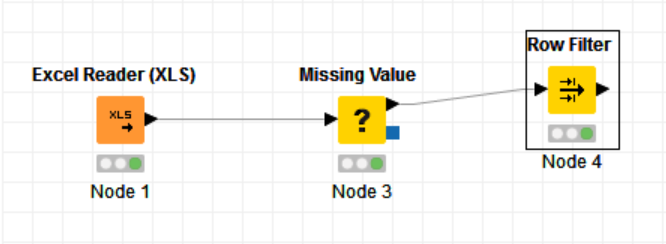 Row Filter
Excel Reader (XLS)
Missing Value
XLS
?
Node 4
Node 1
Node 3